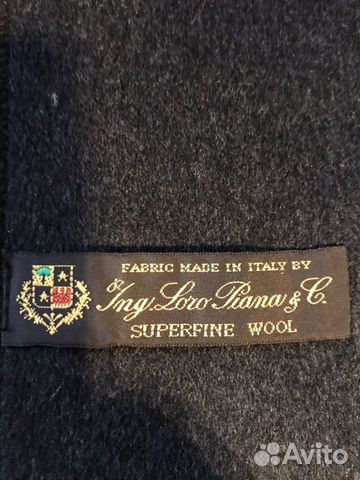 FABRIC MADE IN ITALY BY
Ing. Loro Piana & C.
SUPERFINE WOOL
Avito